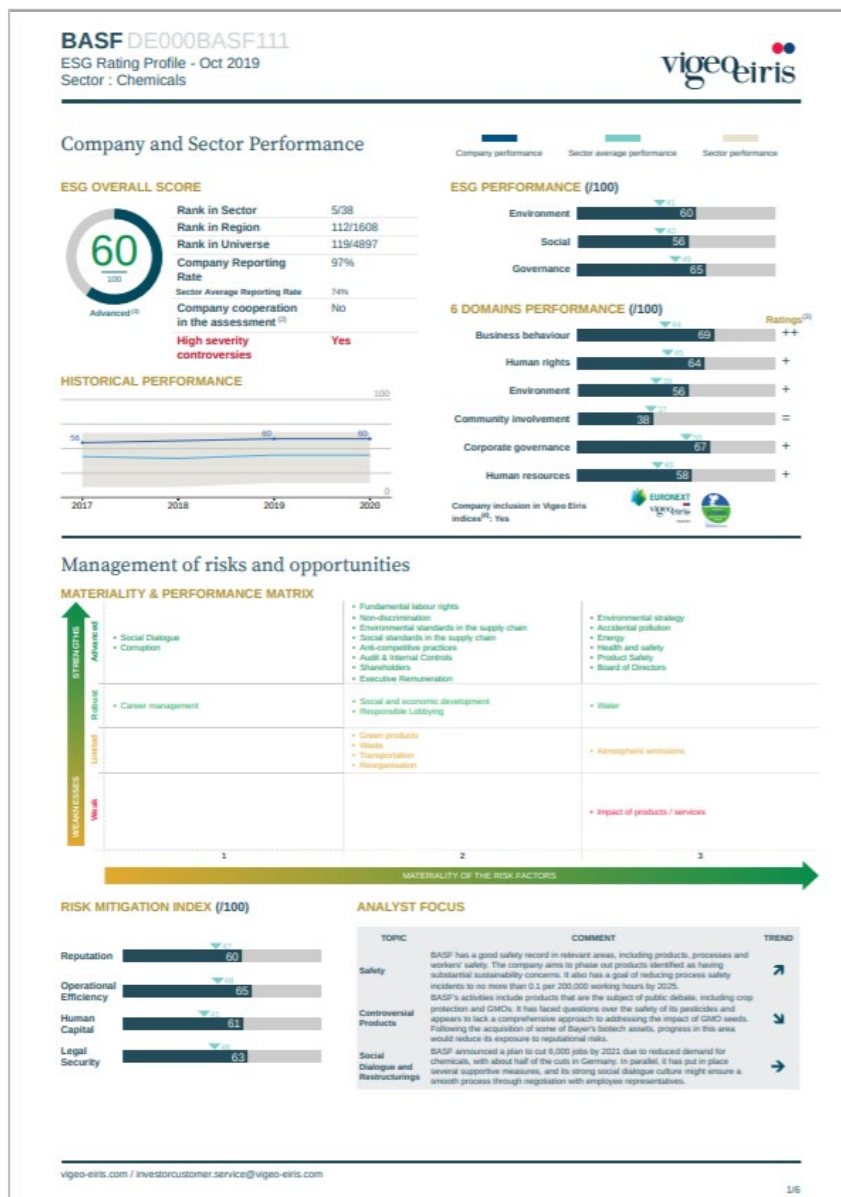 BASF DE000BASF111
ESG Rating Profile - Oct 2019
Sector : Chemicals
vigeoeiris
Company and Sector Performance
Company performance
Sector average performance
Sector performance
ESG OVERALL SCORE
60
100
Advanced (1)
Rank in Sector 5/38
Rank in Region 112/1608
Rank in Universe 119/4897
Company Reporting 97%
Rate
Sector Average Reporting Rate 74%
Company cooperation No
in the assessment (2)
High severity Yes
controversies
HISTORICAL PERFORMANCE
100
56
60
60
0
2017 2018 2019 2020
ESG PERFORMANCE (/100)
Environment 60
Social 56
Governance 65
6 DOMAINS PERFORMANCE (/100)
Ratings(3)
Business behaviour 69 ++
Human rights 64 +
Environment 56 +
Community involvement 38 =
Corporate governance 67 +
Human resources 58 +
Company inclusion in Vigeo Eiris
indices(4): Yes
EURONEXT
vigeoeiris
Management of risks and opportunities
MATERIALITY & PERFORMANCE MATRIX
STRENGTHS
WEAKNESSES
Advanced
• Social Dialogue
• Corruption
• Fundamental labour rights
• Non-discrimination
• Environmental standards in the supply chain
• Social standards in the supply chain
• Anti-competitive practices
• Audit & Internal Controls
• Shareholders
• Executive Remuneration
• Environmental strategy
• Accidental pollution
• Energy
• Health and safety
• Product Safety
• Board of Directors
Robust
• Career management
• Social and economic development
• Responsible Lobbying
• Water
Limited
• Green products
• Waste
• Transportation
• Reorganisation
• Atmospheric emissions
Weak
• Impact of products / services
1 2 3
MATERIALITY OF THE RISK FACTORS
RISK MITIGATION INDEX (/100)
Reputation 60
Operational 65
Efficiency
Human 61
Capital
Legal 63
Security
ANALYST FOCUS
TOPIC COMMENT TREND
Safety
BASF has a good safety record in relevant areas, including products, processes and
workers' safety. The company aims to phase out products identified as having
substantial sustainability concerns. It also has a goal of reducing process safety
incidents to no more than 0.1 per 200,000 working hours by 2025.
Controversial
Products
BASF's activities include products that are the subject of public debate, including crop
protection and GMOs. It has faced questions over the safety of its pesticides and
appears to lack a comprehensive approach to addressing the impact of GMO seeds.
Following the acquisition of some of Bayer's biotech assets, progress in this area
would reduce its exposure to reputational risks.
Social
Dialogue and
Restructurings
BASF announced a plan to cut 6,000 jobs by 2021 due to reduced demand for
chemicals, with about half of the cuts in Germany. In parallel, it has put in place
several supportive measures, and its strong social dialogue culture might ensure a
smooth process through negotiation with employee representatives.
vigeo-eiris.com / investorcustomer.service@vigeo-eiris.com
1/6